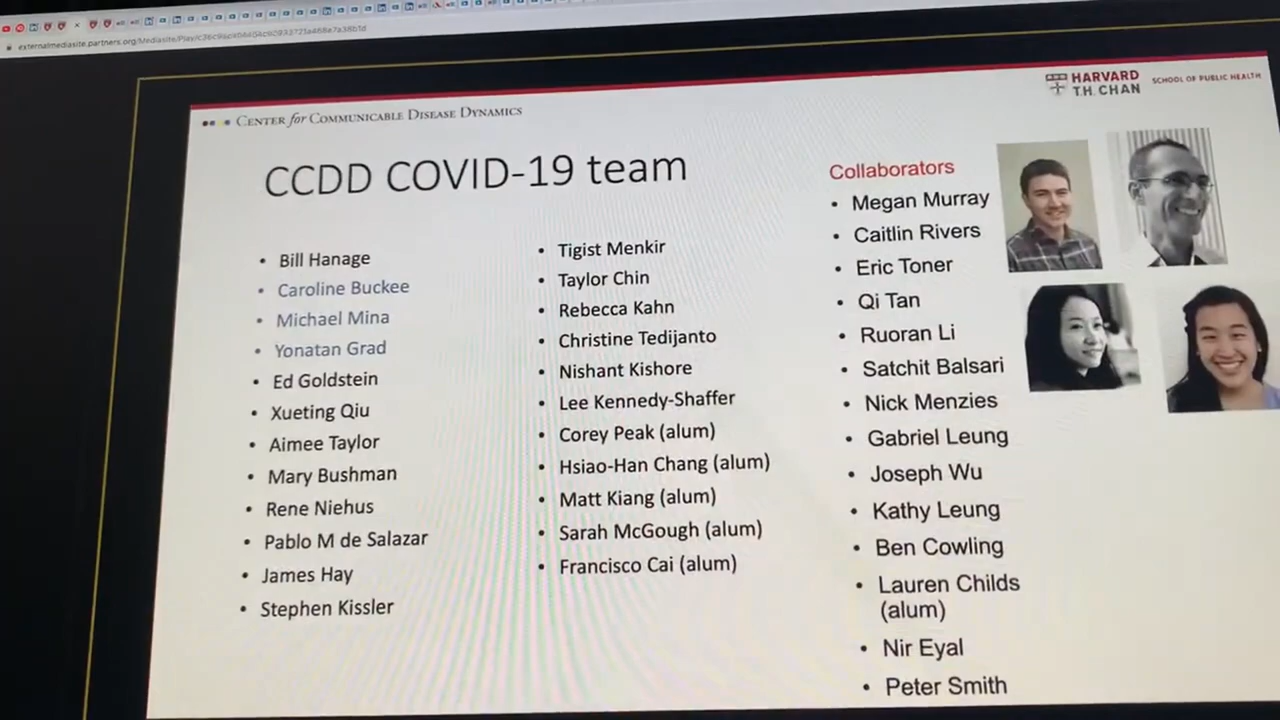 CENTER for COMMUNICABLE DISEASE DYNAMICS
HARVARD
T.H. CHAN
SCHOOL OF PUBLIC HEALTH
CCDD COVID-19 team
Bill Hanage
Caroline Buckee
Michael Mina
Yonatan Grad
Ed Goldstein
Xueting Qiu
Aimee Taylor
Mary Bushman
Rene Niehus
Pablo M de Salazar
James Hay
Stephen Kissler
Tigist Menkir
Taylor Chin
Rebecca Kahn
Christine Tedijanto
Nishant Kishore
Lee Kennedy-Shaffer
Corey Peak (alum)
Hsiao-Han Chang (alum)
Matt Kiang (alum)
Sarah McGough (alum)
Francisco Cai (alum)
Collaborators
Megan Murray
Caitlin Rivers
Eric Toner
Qi Tan
Ruoran Li
Satchit Balsari
Nick Menzies
Gabriel Leung
Joseph Wu
Kathy Leung
Ben Cowling
Lauren Childs
(alum)
Nir Eyal
Peter Smith